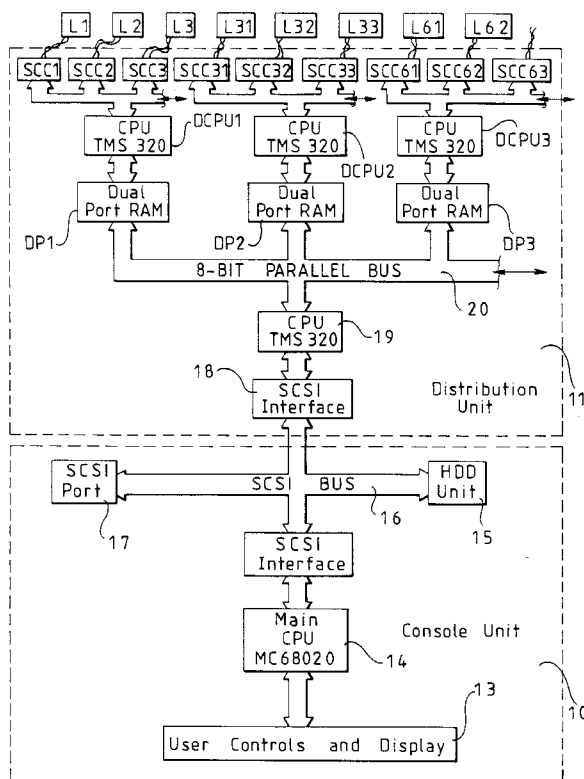 L1 L2 L3 L31 L32 L33 L61 L62
SCC1 SCC2 SCC3 SCC31 SCC32 SCC33 SCC61 SCC62 SCC63
CPU
TMS 320
DCPU1
CPU
TMS 320
DCPU2
CPU
TMS 320
DCPU3
Dual
Port RAM
DP1
Dual
Port RAM
DP2
Dual
Port RAM
DP3
8-BIT PARALLEL BUS
20
CPU
TMS 320
19
18
SCSI
Interface
Distribution
Unit
11
SCSI
Port
17
SCSI BUS
16
HDD
Unit
15
SCSI
Interface
Main
CPU
MC68020
14
Console Unit
10
13
User Controls and Display